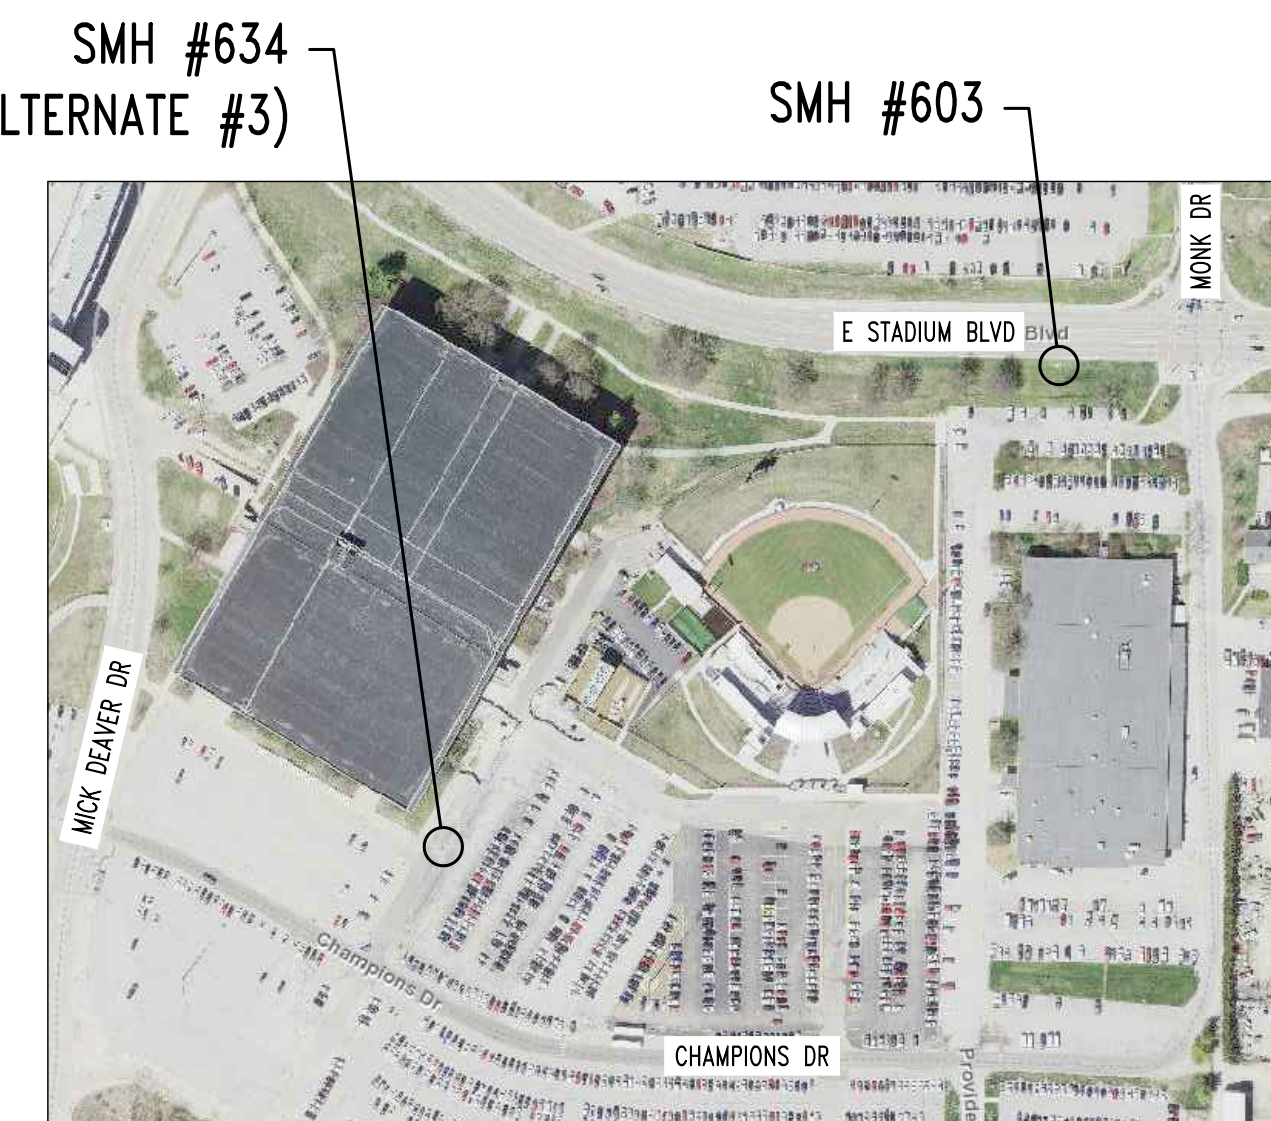 SMH #634
LTERNATE #3)
SMH #603
MONK DR
E STADIUM BLVD
Blvd
MICK DEAVER DR
Champions Dr
CHAMPIONS DR
Provide